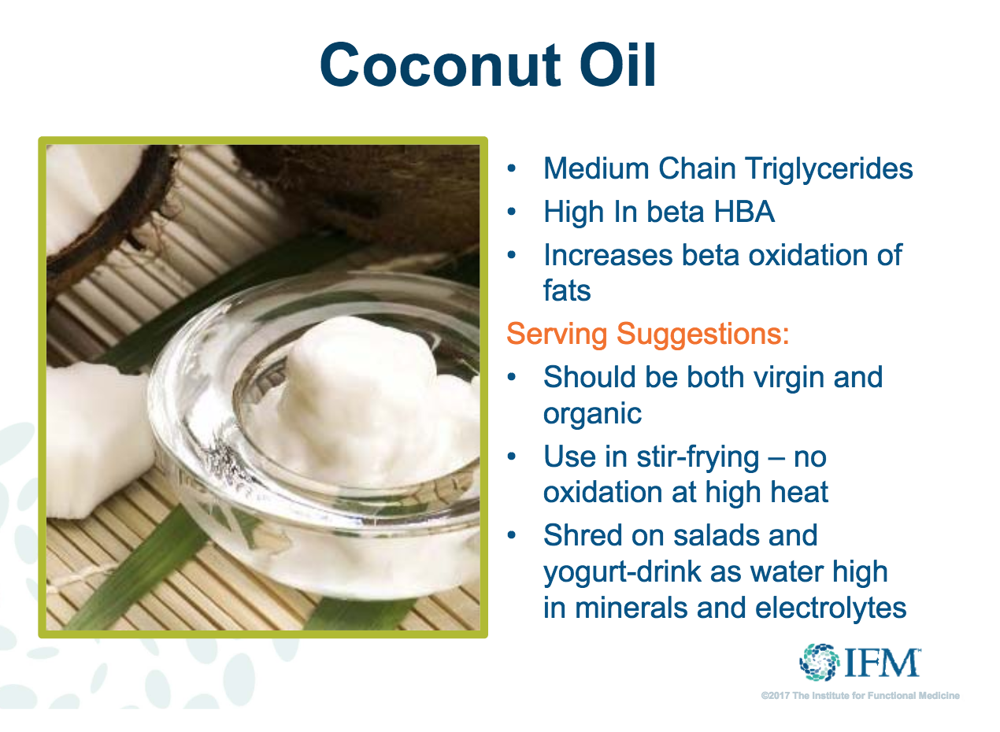 Coconut Oil
• Medium Chain Triglycerides
• High In beta HBA
• Increases beta oxidation of
fats
Serving Suggestions:
• Should be both virgin and
organic
• Use in stir-frying – no
oxidation at high heat
• Shred on salads and
yogurt-drink as water high
in minerals and electrolytes
IFM™
©2017 The Institute for Functional Medicine